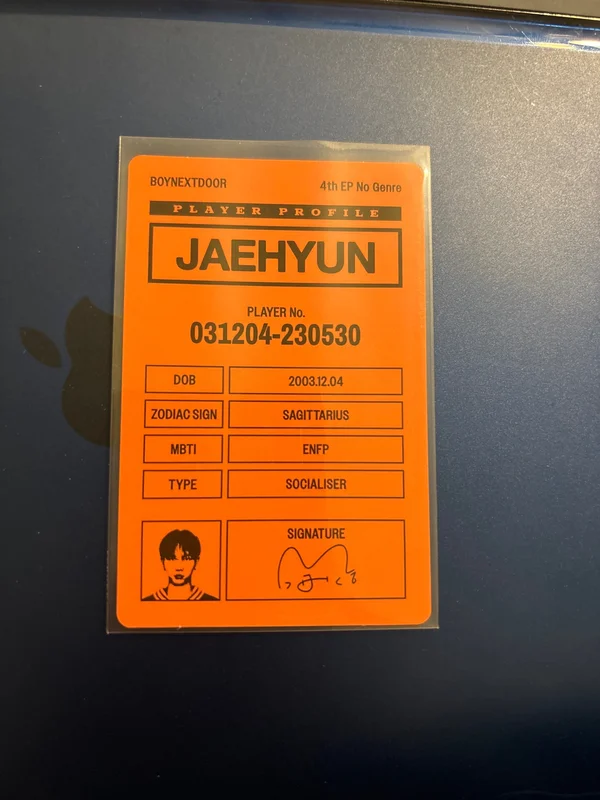 BOYNEXTDOOR 4th EP No Genre
PLAYER PROFILE
JAEHYUN
PLAYER No.
031204-230530
DOB 2003.12.04
ZODIAC SIGN SAGITTARIUS
MBTI ENFP
TYPE SOCIALISER
SIGNATURE